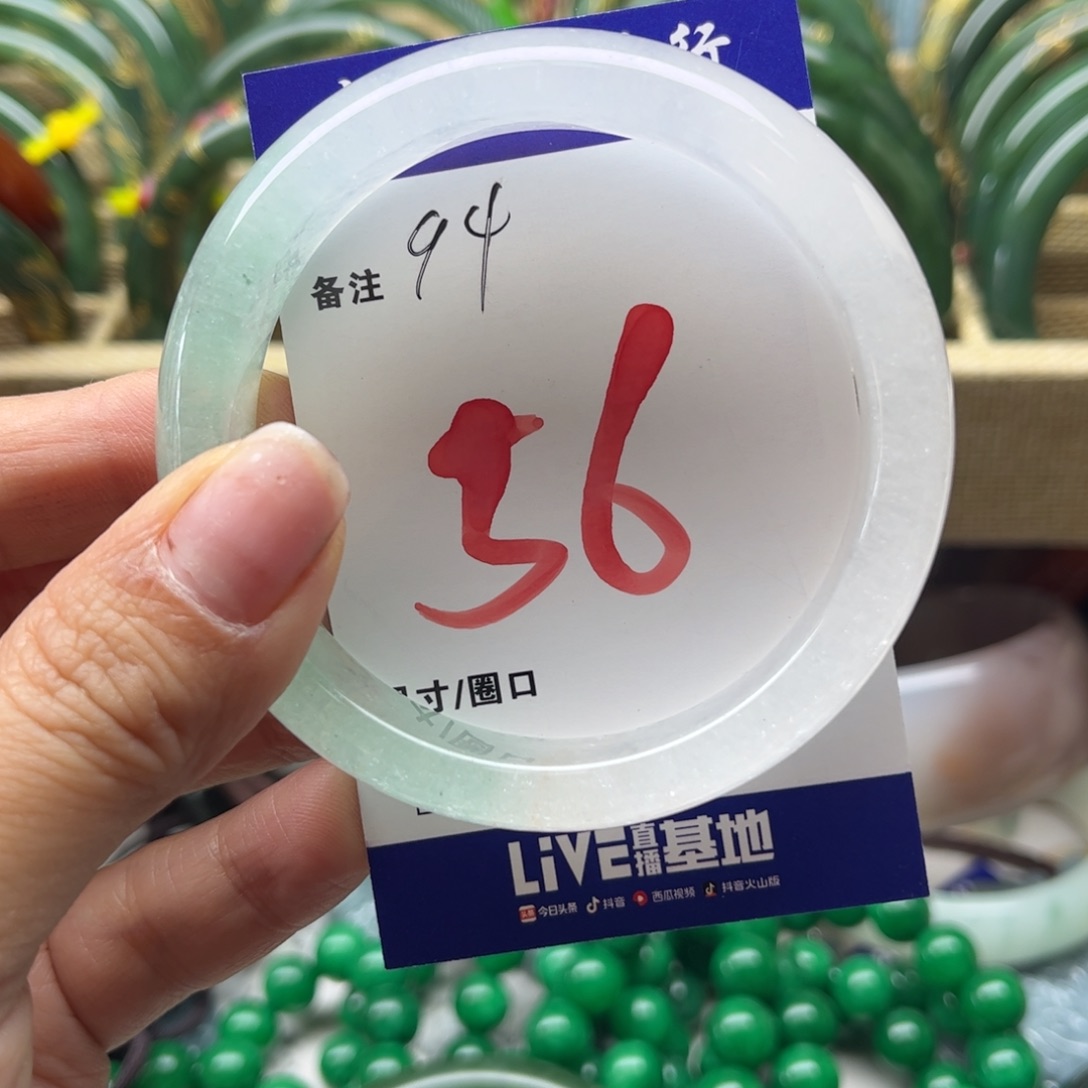 行
备注 94
56
寸/圈口
LiVE直播基地
今日头条 抖音 西瓜视频 抖音火山版